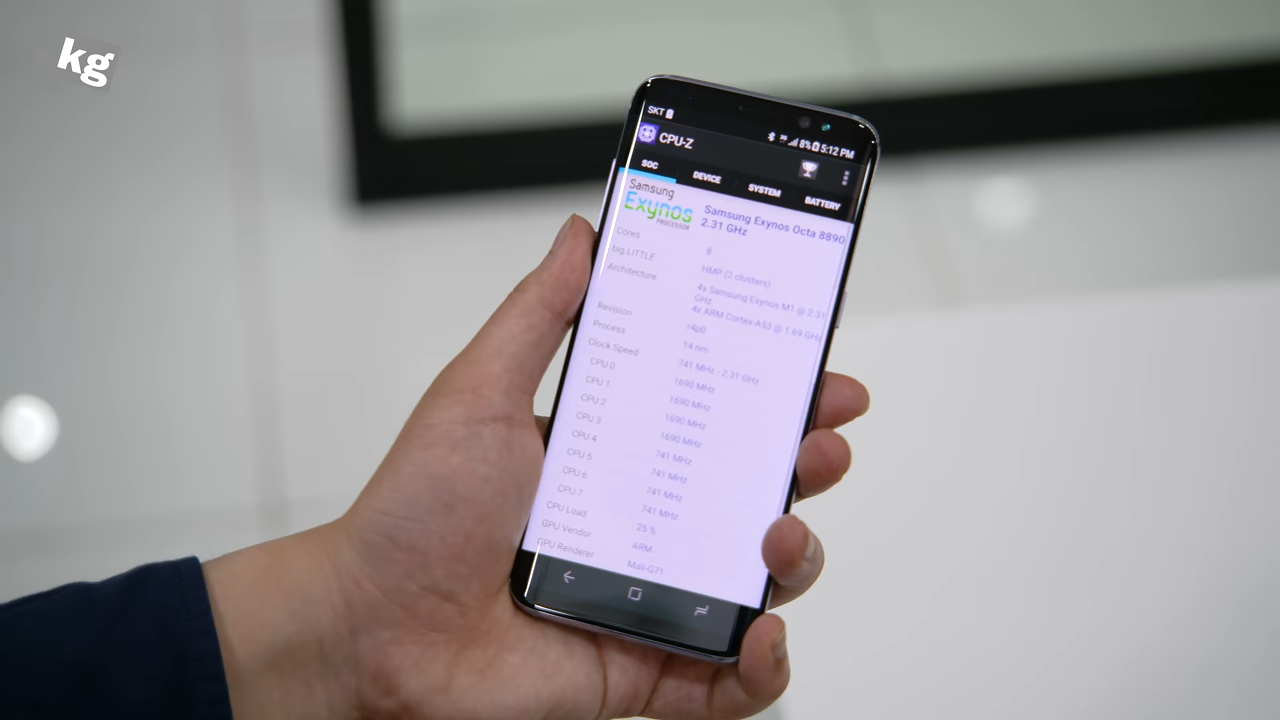 kg
SKT
8% 5:12 PM
CPU-Z
SOC
DEVICE
SYSTEM
BATTERY
Samsung
Exynos
PROCESSOR
Samsung Exynos Octa 8890
2.31 GHz
Cores 8
big.LITTLE HMP (2 clusters)
Architecture 4x Samsung Exynos M1 @ 2.31
GHz
4x ARM Cortex-A53 @ 1.69 GHz
Revision r4p0
Process 14 nm
Clock Speed 741 MHz - 2.31 GHz
CPU 0 1690 MHz
CPU 1 1690 MHz
CPU 2 1690 MHz
CPU 3 1690 MHz
CPU 4 741 MHz
CPU 5 741 MHz
CPU 6 741 MHz
CPU 7 741 MHz
CPU Load 25 %
GPU Vendor ARM
GPU Renderer Mali-G71